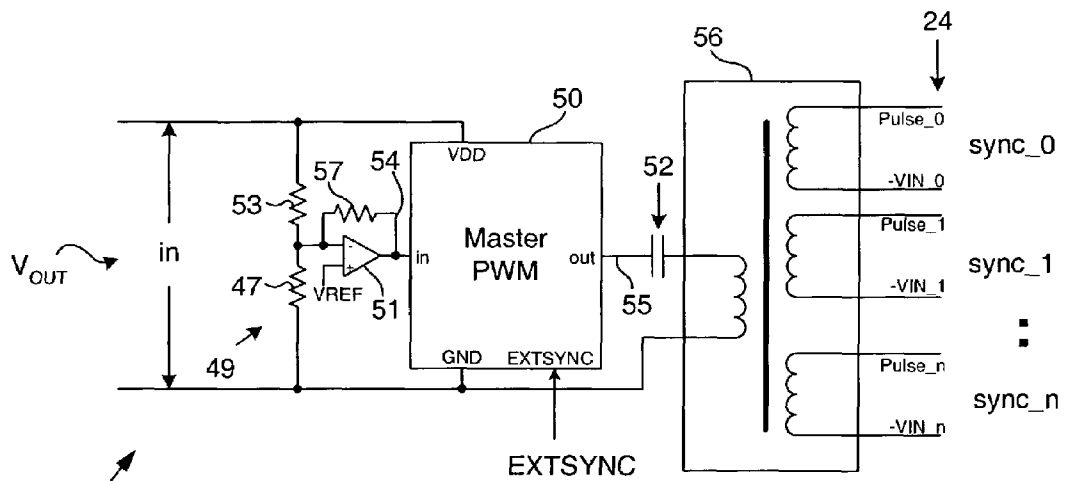 24
56
50
Pulse_0
sync_0
VDD
54
52
57
-VIN_0
53
Pulse_1
Master
PWM
in
in
out
sync_1
VOUT
-
+
47
VREF
51
55
-VIN_1
49
GND
EXTSYNC
Pulse_n
sync_n
-VIN_n
EXTSYNC